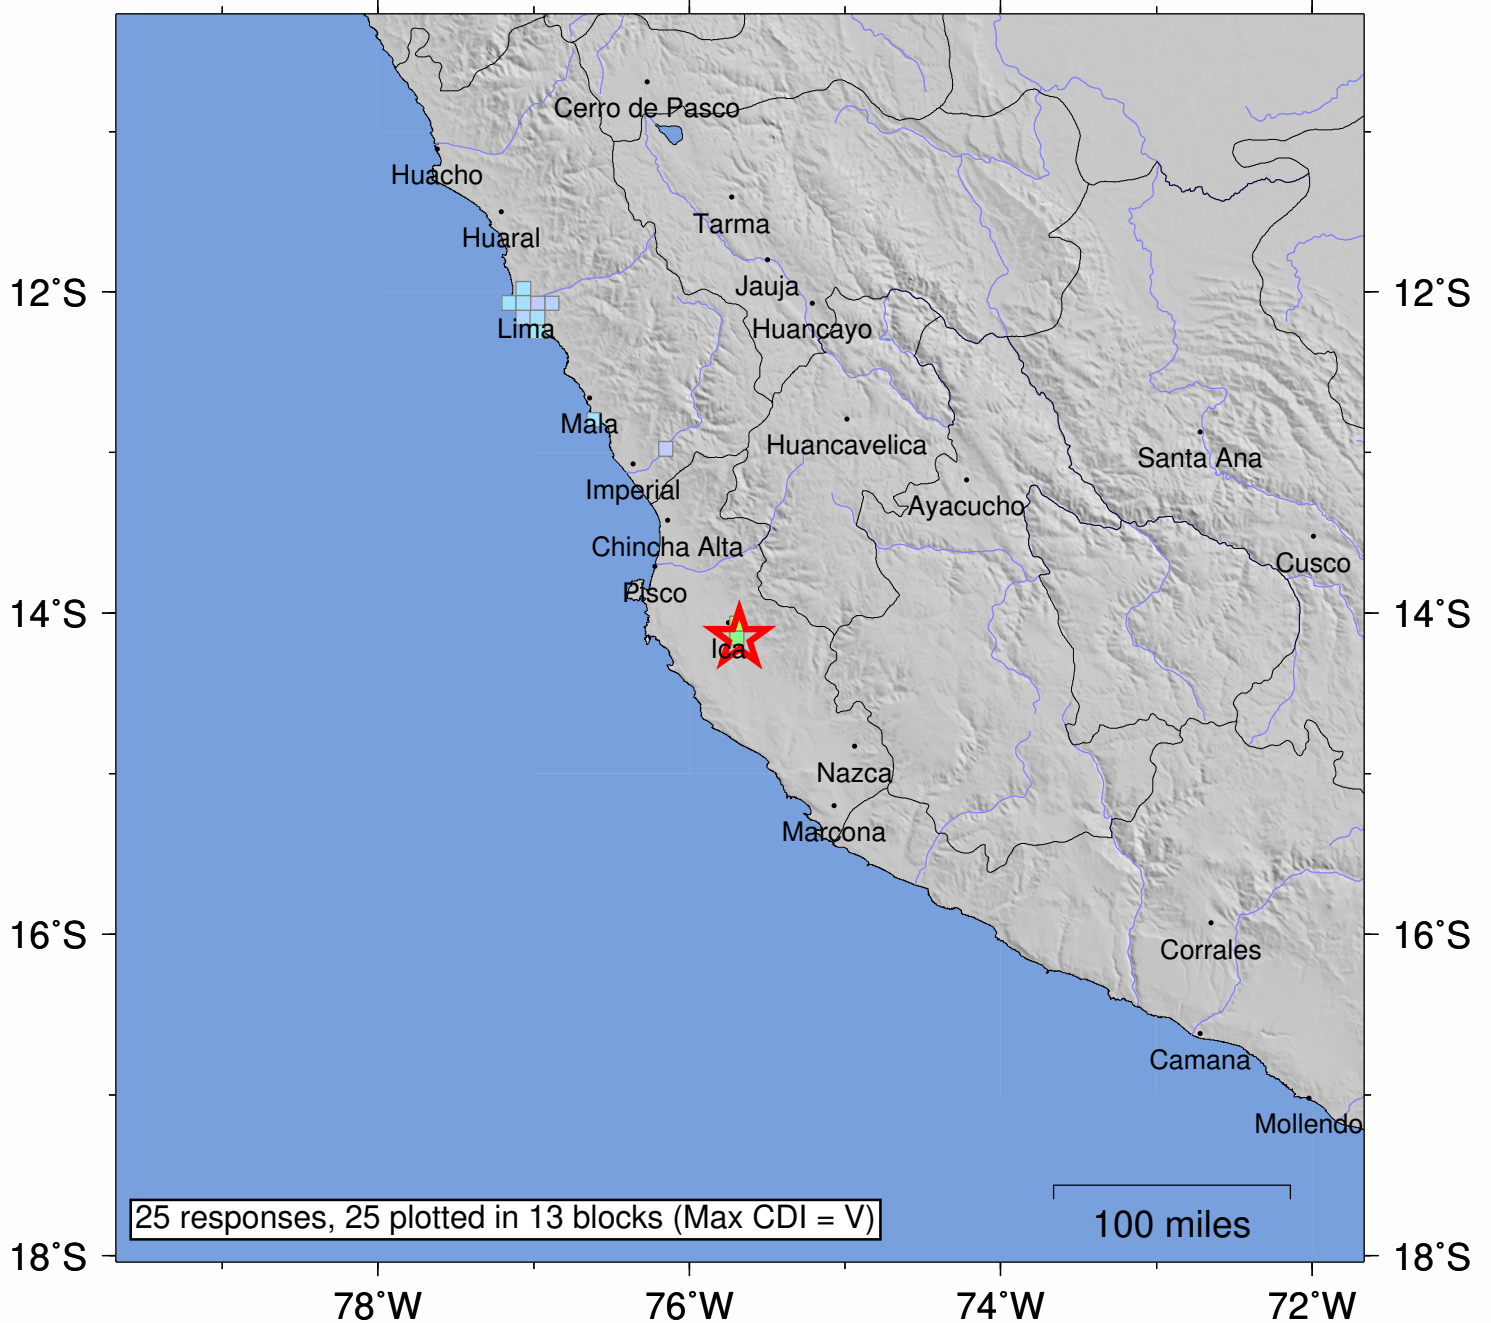 Cerro de Pasco
Huacho
Tarma
Huaral
Jauja
12°S
12°S
Lima
Huancayo
Mala
Huancavelica
Santa Ana
Imperial
Ayacucho
Chincha Alta
Cusco
Pisco
14°S
14°S
Ica
Nazca
Marcona
16°S
16°S
Corrales
Camana
Mollendo
25 responses, 25 plotted in 13 blocks (Max CDI = V)
100 miles
18°S
18°S
78°W
76°W
74°W
72°W